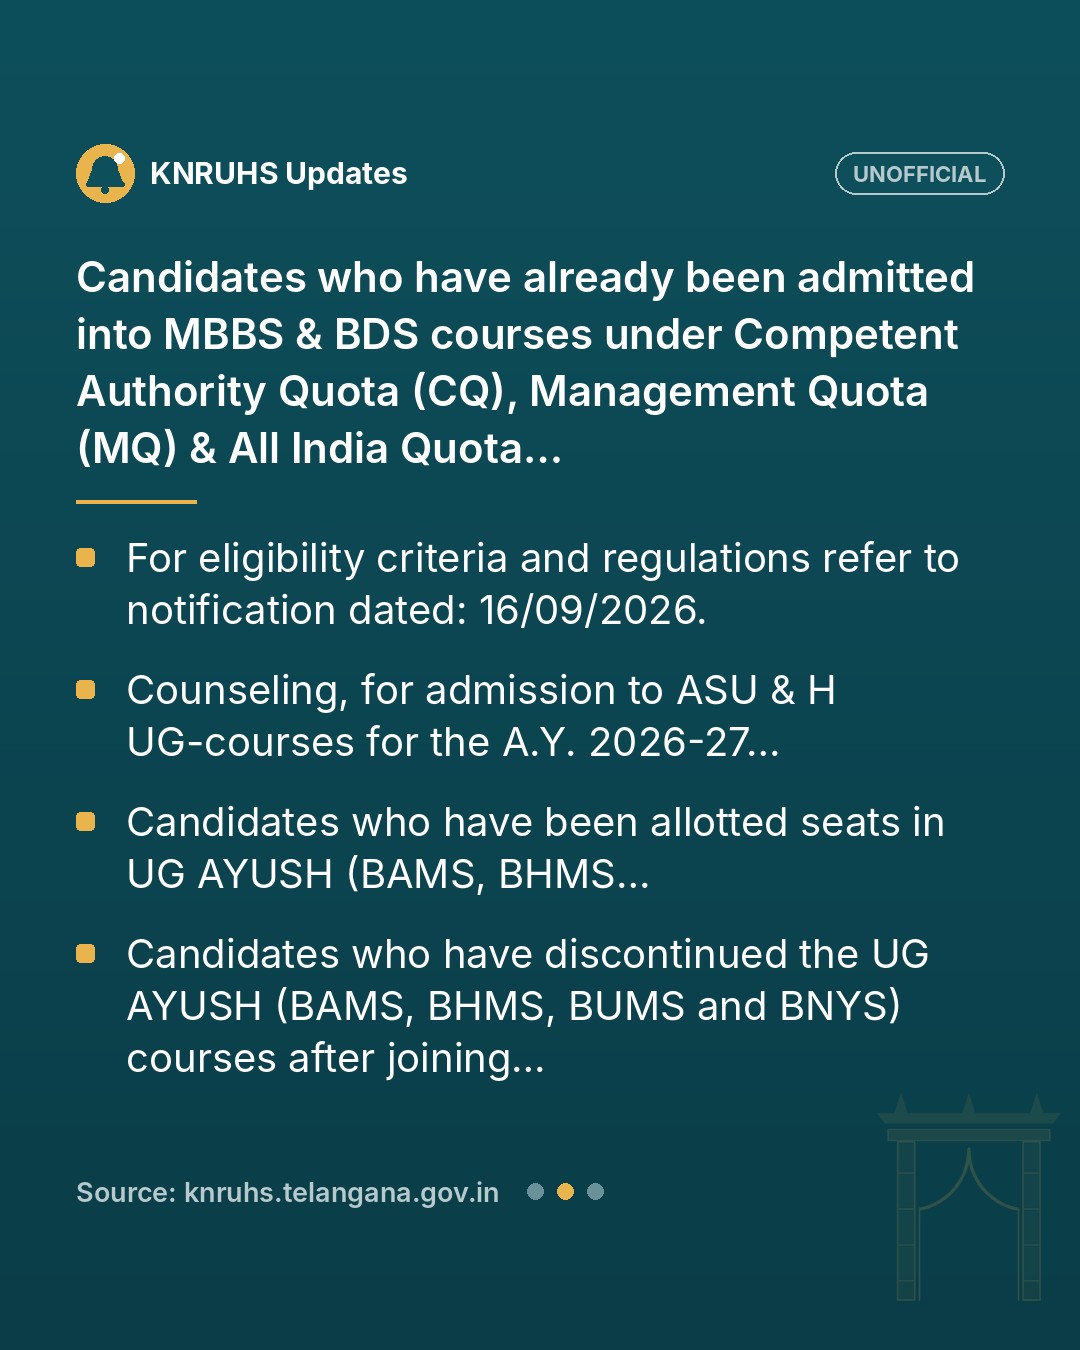 KNRUHS Updates
UNOFFICIAL
Candidates who have already been admitted
into MBBS & BDS courses under Competent
Authority Quota (CQ), Management Quota
(MQ) & All India Quota...
For eligibility criteria and regulations refer to
notification dated: 16/09/2026.
Counseling, for admission to ASU & H
UG-courses for the A.Y. 2026-27...
Candidates who have been allotted seats in
UG AYUSH (BAMS, BHMS...
Candidates who have discontinued the UG
AYUSH (BAMS, BHMS, BUMS and BNYS)
courses after joining...
Source: knruhs.telangana.gov.in